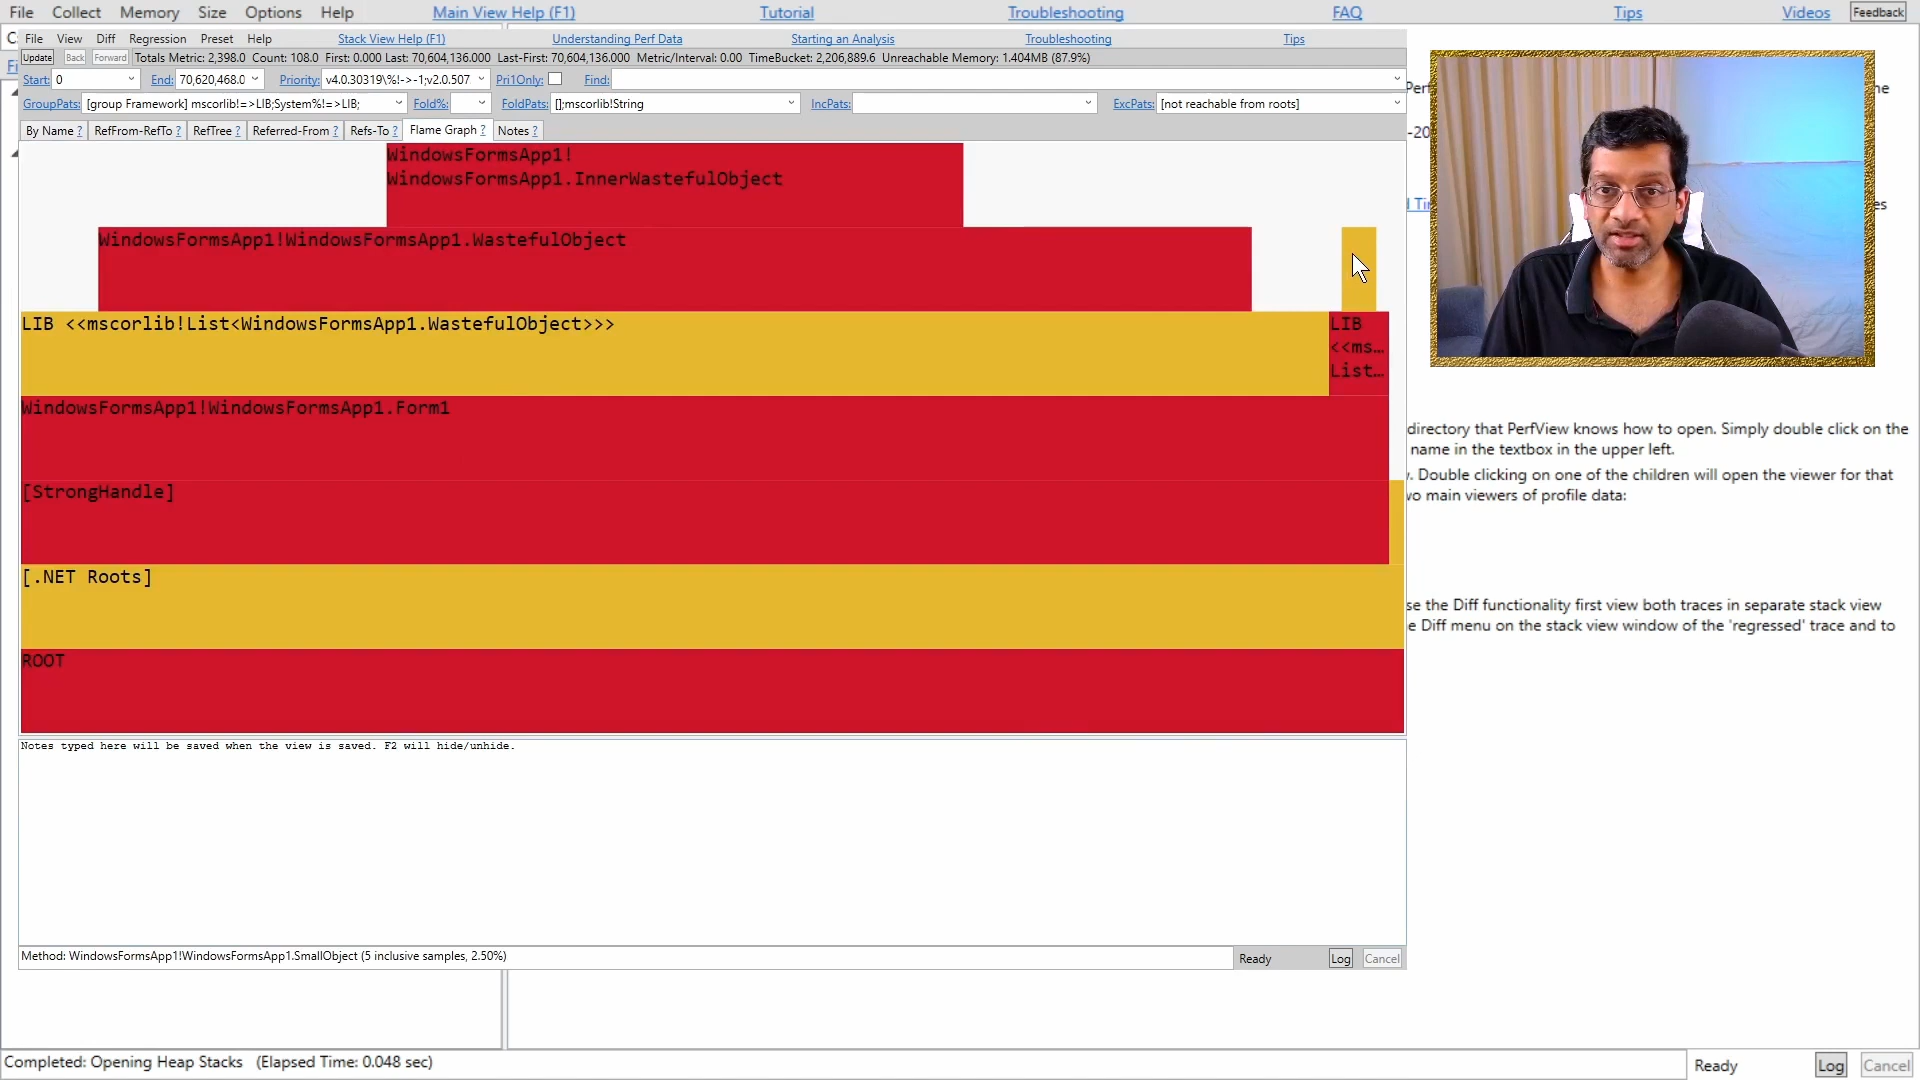 File Collect Memory Size Options Help Main View Help (F1) Tutorial Troubleshooting FAQ Tips Videos Feedback
File View Diff Regression Preset Help Stack View Help (F1) Understanding Perf Data Starting an Analysis Troubleshooting Tips
Update Back Forward Totals Metric: 2,398.0 Count: 108.0 First: 0.000 Last: 70,604,136.000 Last-First: 70,604,136.000 Metric/Interval: 0.00 TimeBucket: 2,206,889.6 Unreachable Memory: 1.404MB (87.9%)
Start: 0 End: 70,620,468.0 Priority: v4.0.30319\%!->-1;v2.0.507 Pri1Only: Find:
GroupPats: [group Framework] mscorlib!=>LIB;System%!=>LIB; Fold%: FoldPats: [];mscorlib!String IncPats: ExcPats: [not reachable from roots]
By Name ? RefFrom-RefTo ? RefTree ? Referred-From ? Refs-To ? Flame Graph ? Notes ?
WindowsFormsApp1!
WindowsFormsApp1.InnerWastefulObject
WindowsFormsApp1!WindowsFormsApp1.WastefulObject
LIB <<mscorlib!List<WindowsFormsApp1.WastefulObject>>>
LIB
<<ms...
List...
WindowsFormsApp1!WindowsFormsApp1.Form1
[StrongHandle]
[.NET Roots]
ROOT
directory that PerfView knows how to open. Simply double click on the
name in the textbox in the upper left.
. Double clicking on one of the children will open the viewer for that
wo main viewers of profile data:
se the Diff functionality first view both traces in separate stack view
e Diff menu on the stack view window of the 'regressed' trace and to
Notes typed here will be saved when the view is saved. F2 will hide/unhide.
Method: WindowsFormsApp1!WindowsFormsApp1.SmallObject (5 inclusive samples, 2.50%) Ready Log Cancel
Completed: Opening Heap Stacks (Elapsed Time: 0.048 sec) Ready Log Cancel